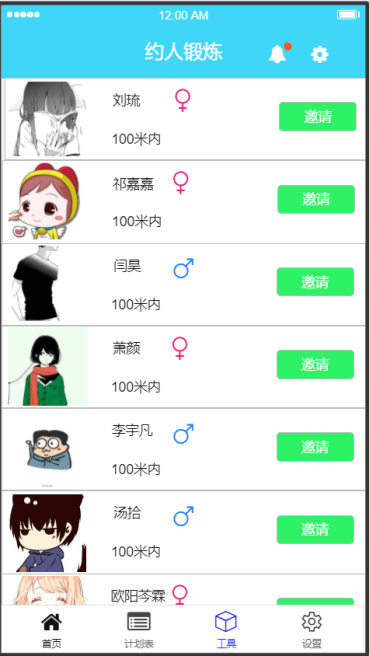 12:00 AM
约人锻炼
刘琉
邀请
100米内
祁嘉嘉
邀请
100米内
闫昊
邀请
100米内
萧颜
邀请
100米内
李宇凡
邀请
100米内
汤拾
邀请
100米内
欧阳芩霖
首页
计划表
工具
设置